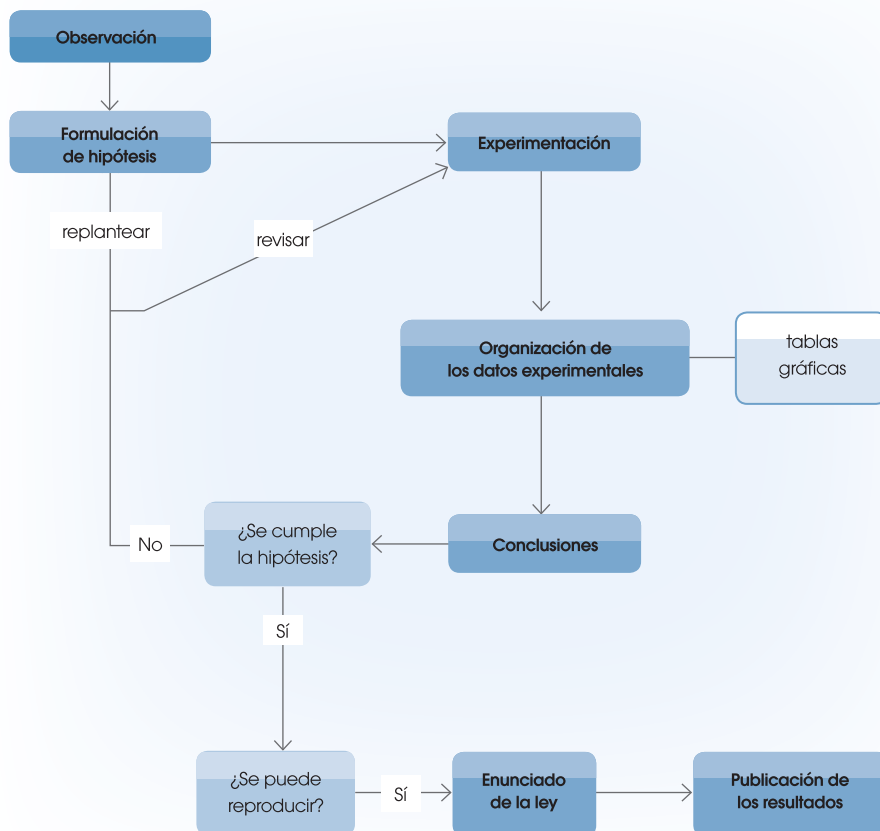 Observación
Formulación
de hipótesis
Experimentación
replantear
revisar
Organización de
los datos experimentales
tablas
gráficas
¿Se cumple
la hipótesis?
No
Conclusiones
Sí
¿Se puede
reproducir?
Sí
Enunciado
de la ley
Publicación de
los resultados